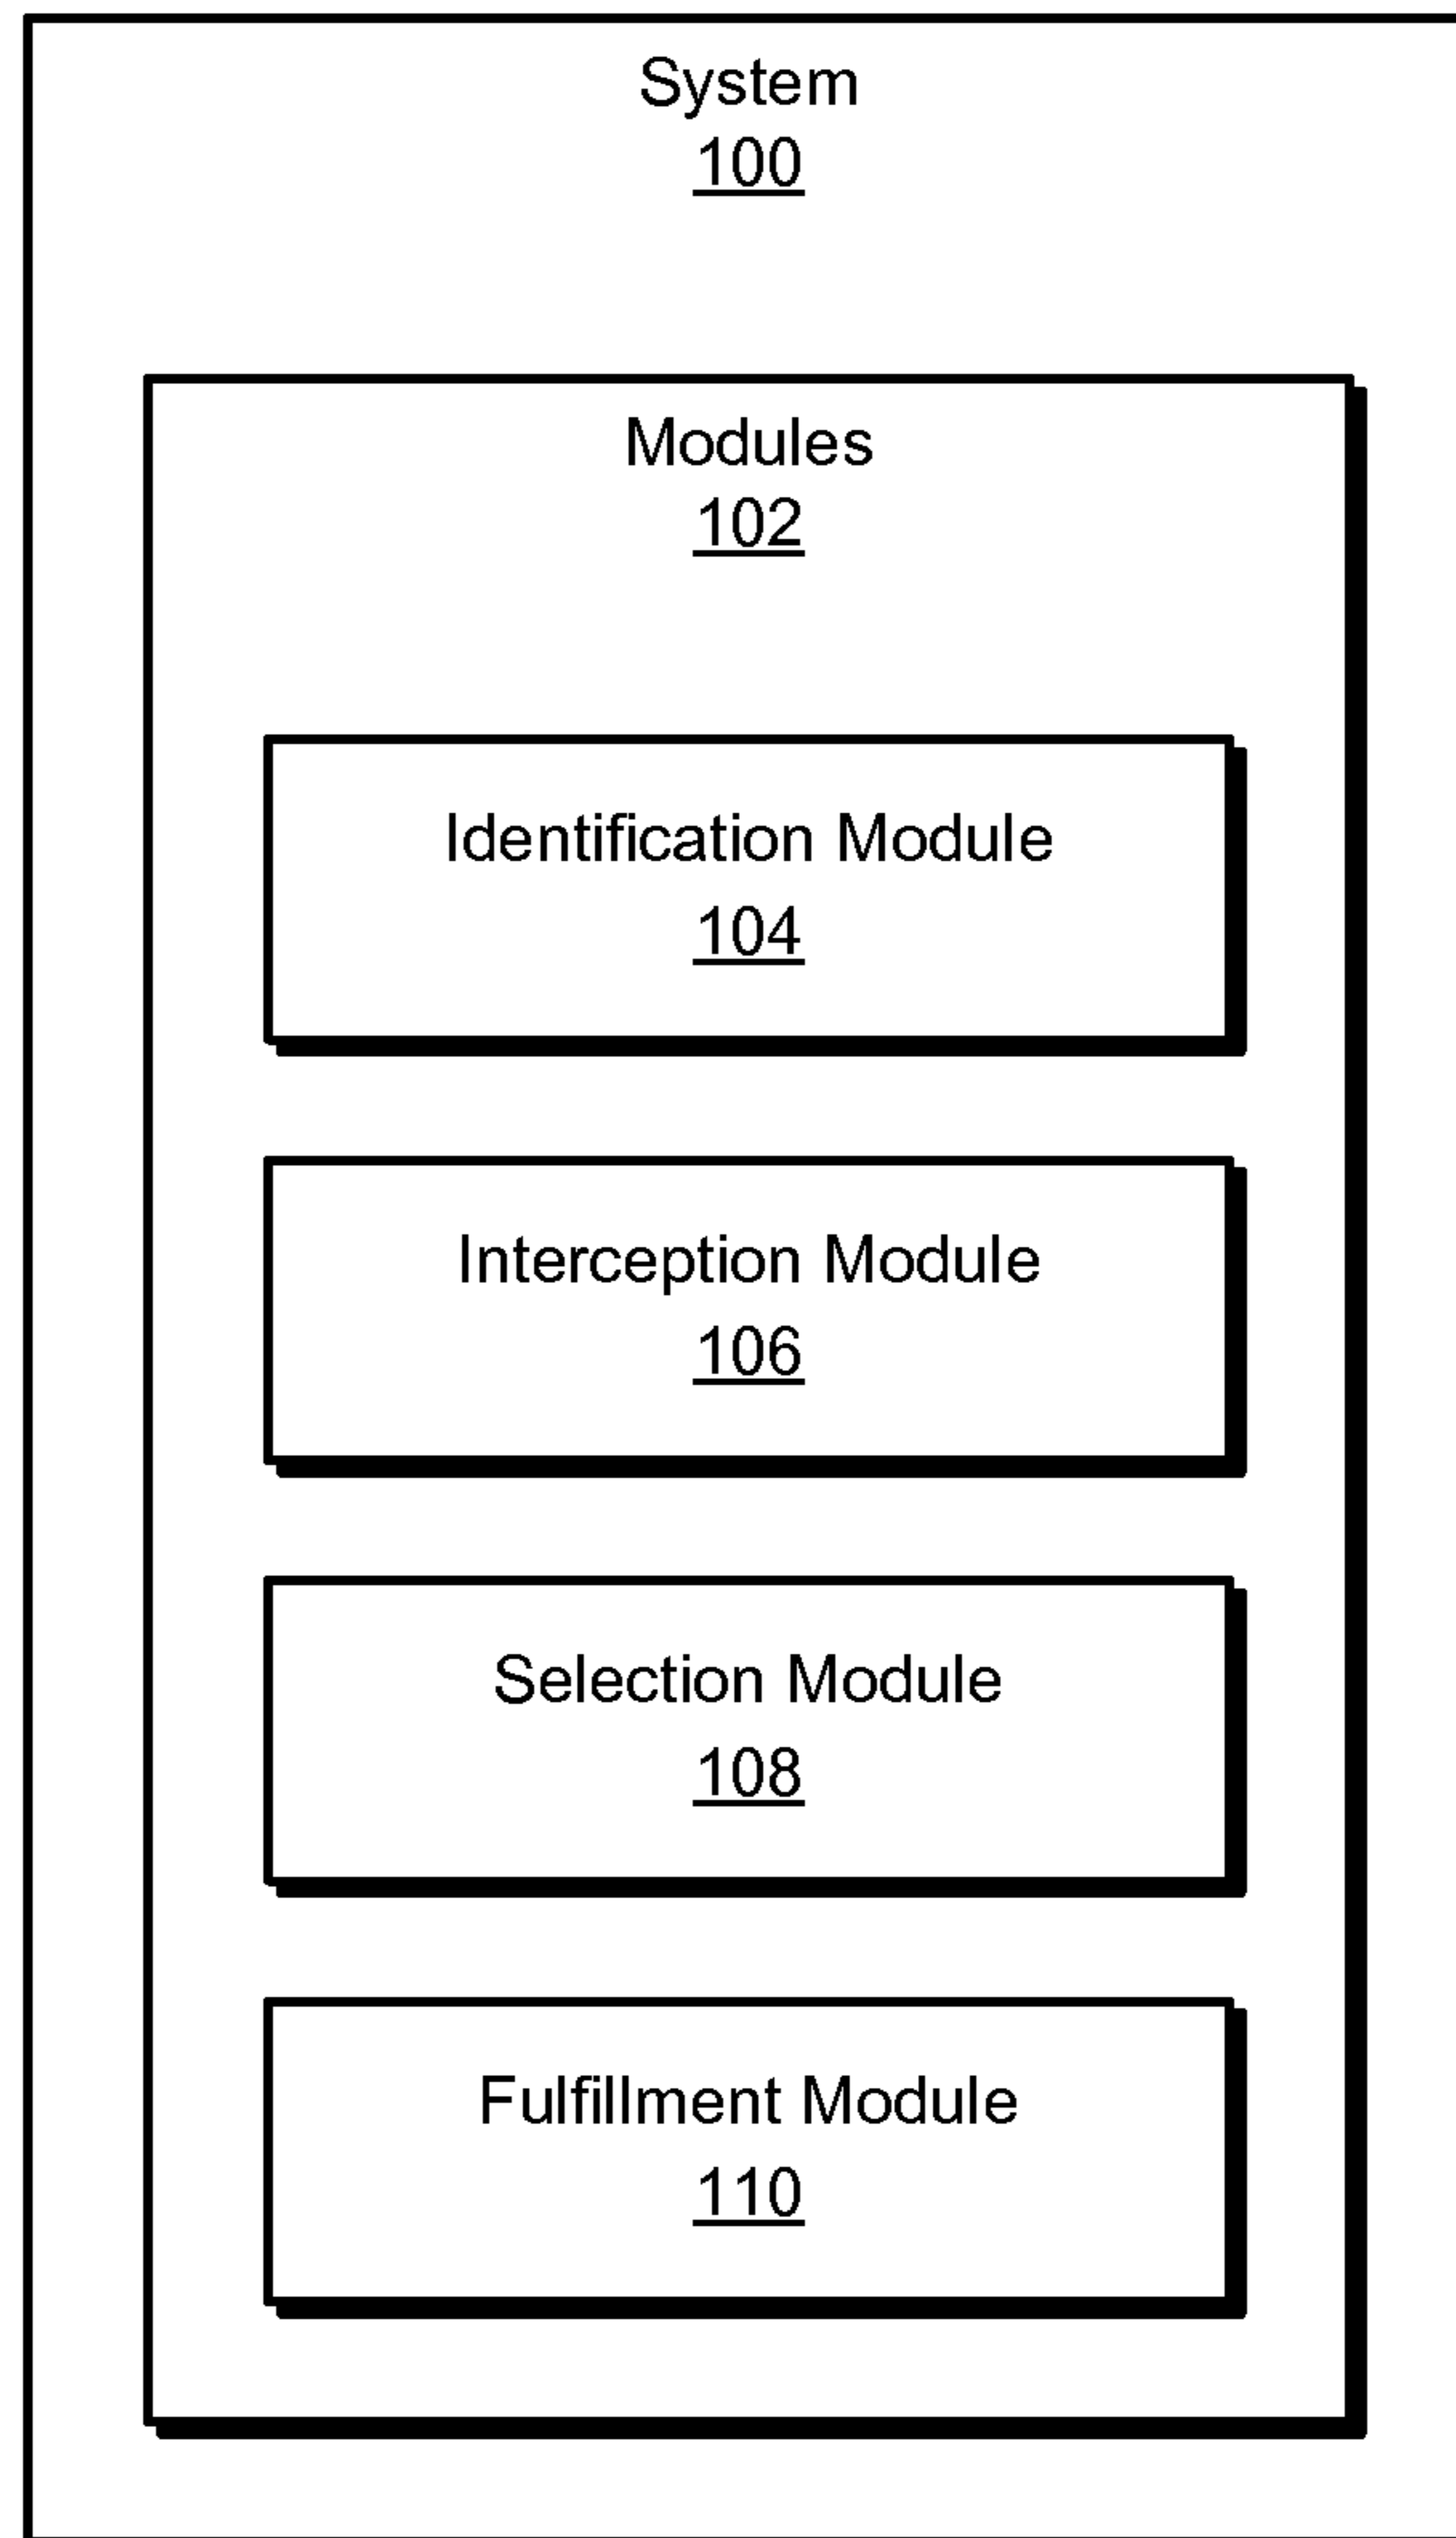 System
100
Modules
102
Identification Module
104
Interception Module
106
Selection Module
108
Fulfillment Module
110